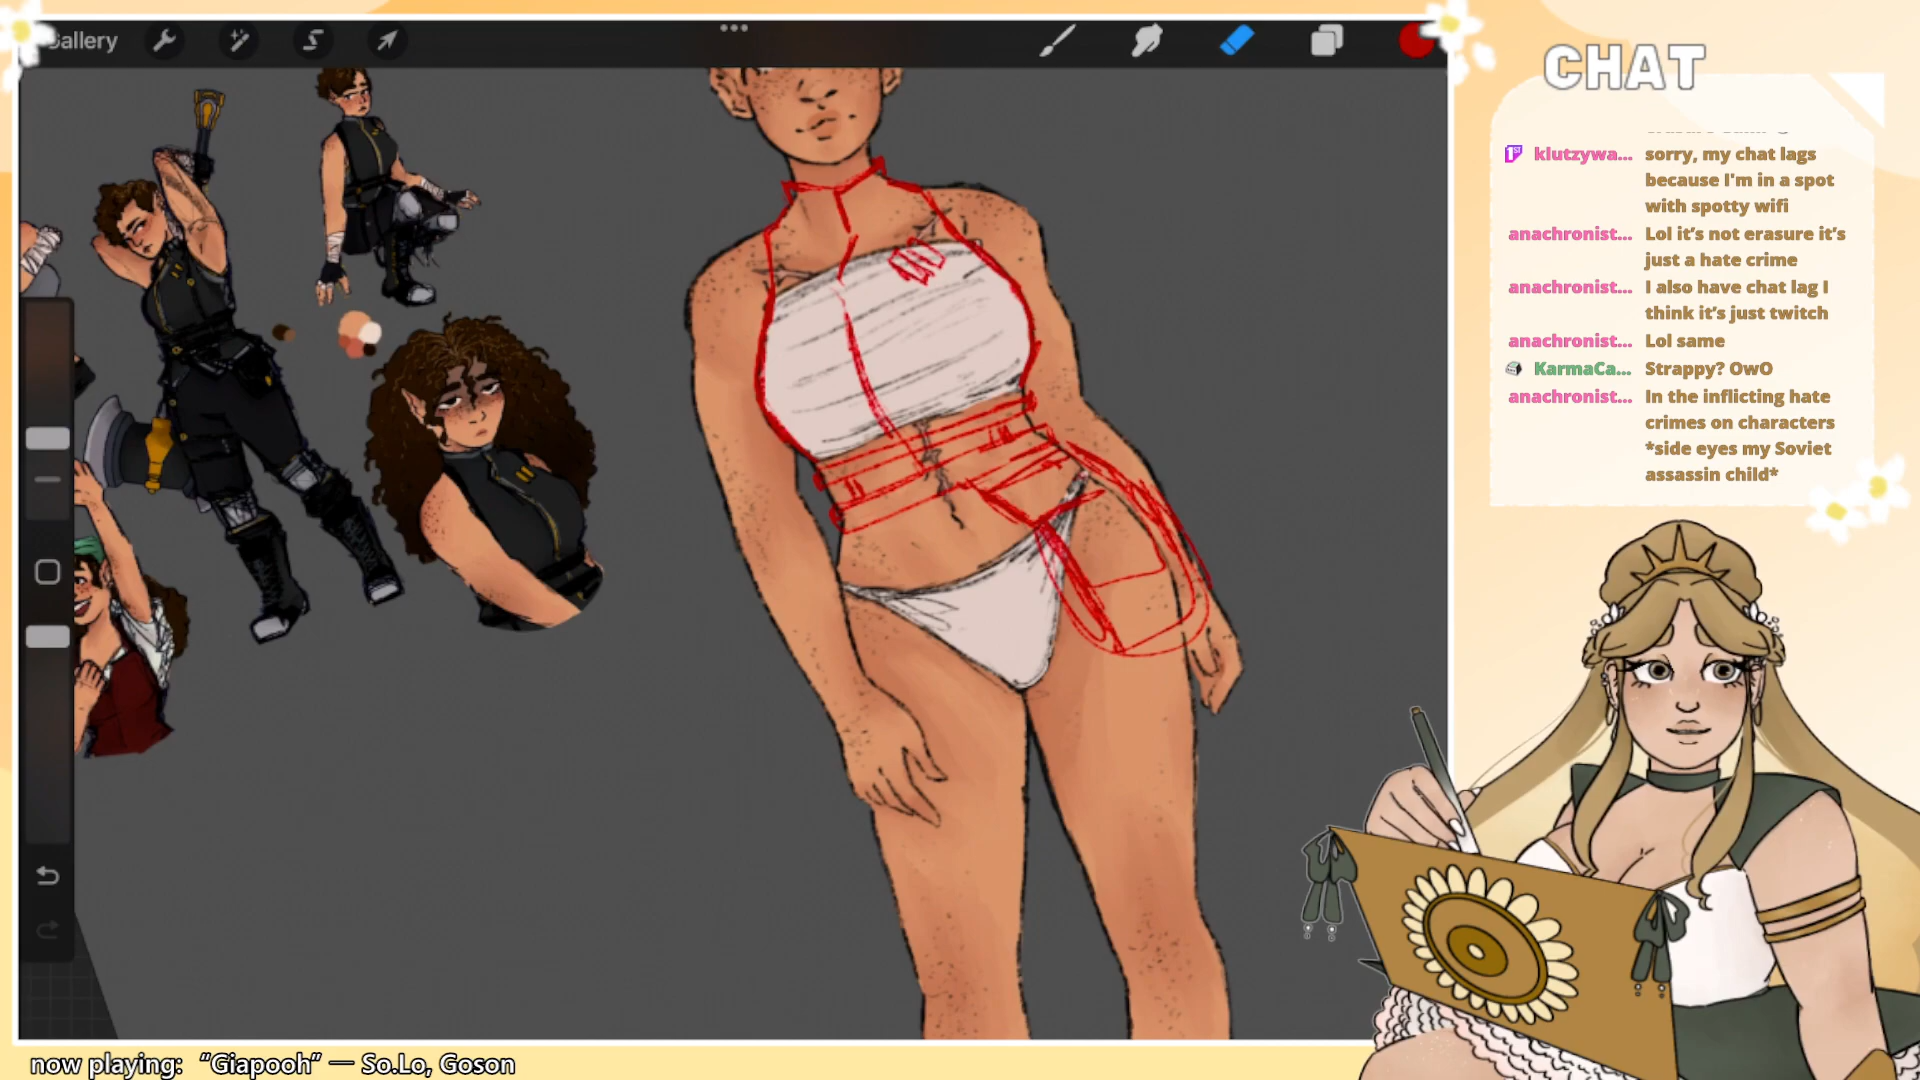 Gallery
CHAT
klutzywa... sorry, my chat lags
because I'm in a spot
with spotty wifi
anachronist... Lol it's not erasure it's
just a hate crime
anachronist... I also have chat lag I
think it's just twitch
anachronist... Lol same
KarmaCa... Strappy? OwO
anachronist... In the inflicting hate
crimes on characters
*side eyes my Soviet
assassin child*
now playing: "Giapooh" — So.Lo, Goson